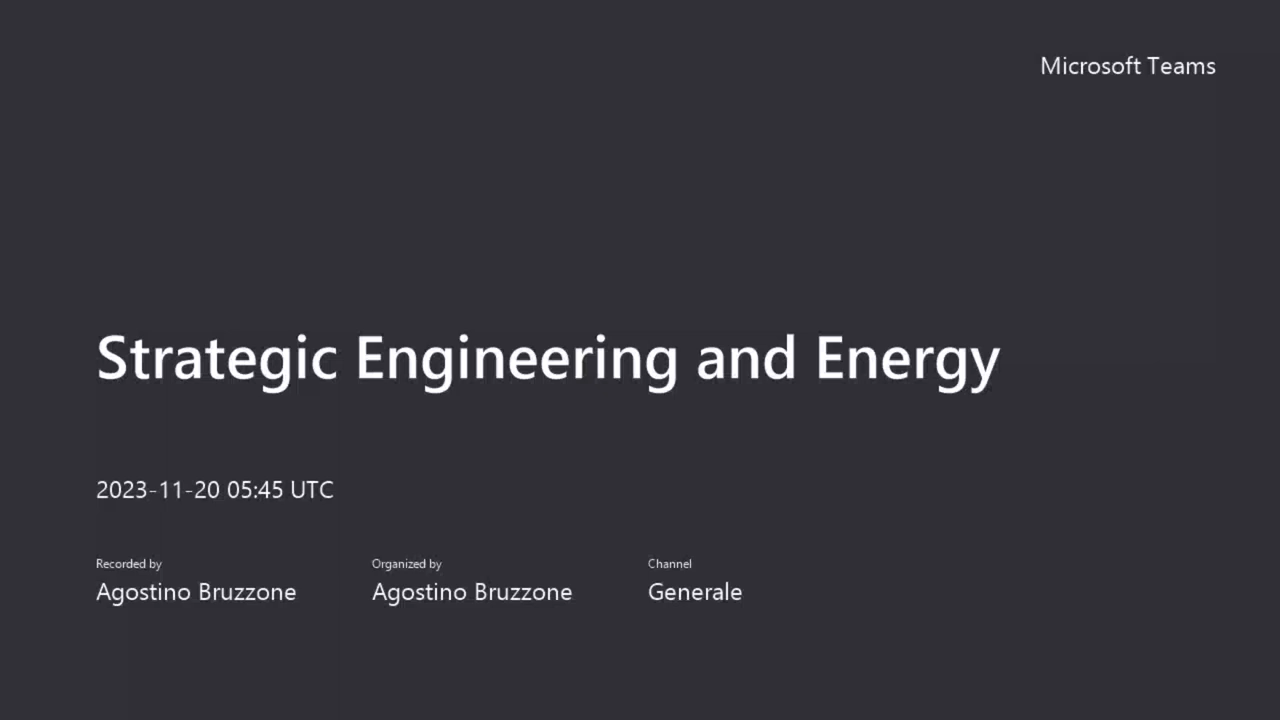 Microsoft Teams
Strategic Engineering and Energy
2023-11-20 05:45 UTC
Recorded by
Agostino Bruzzone
Organized by
Agostino Bruzzone
Channel
Generale